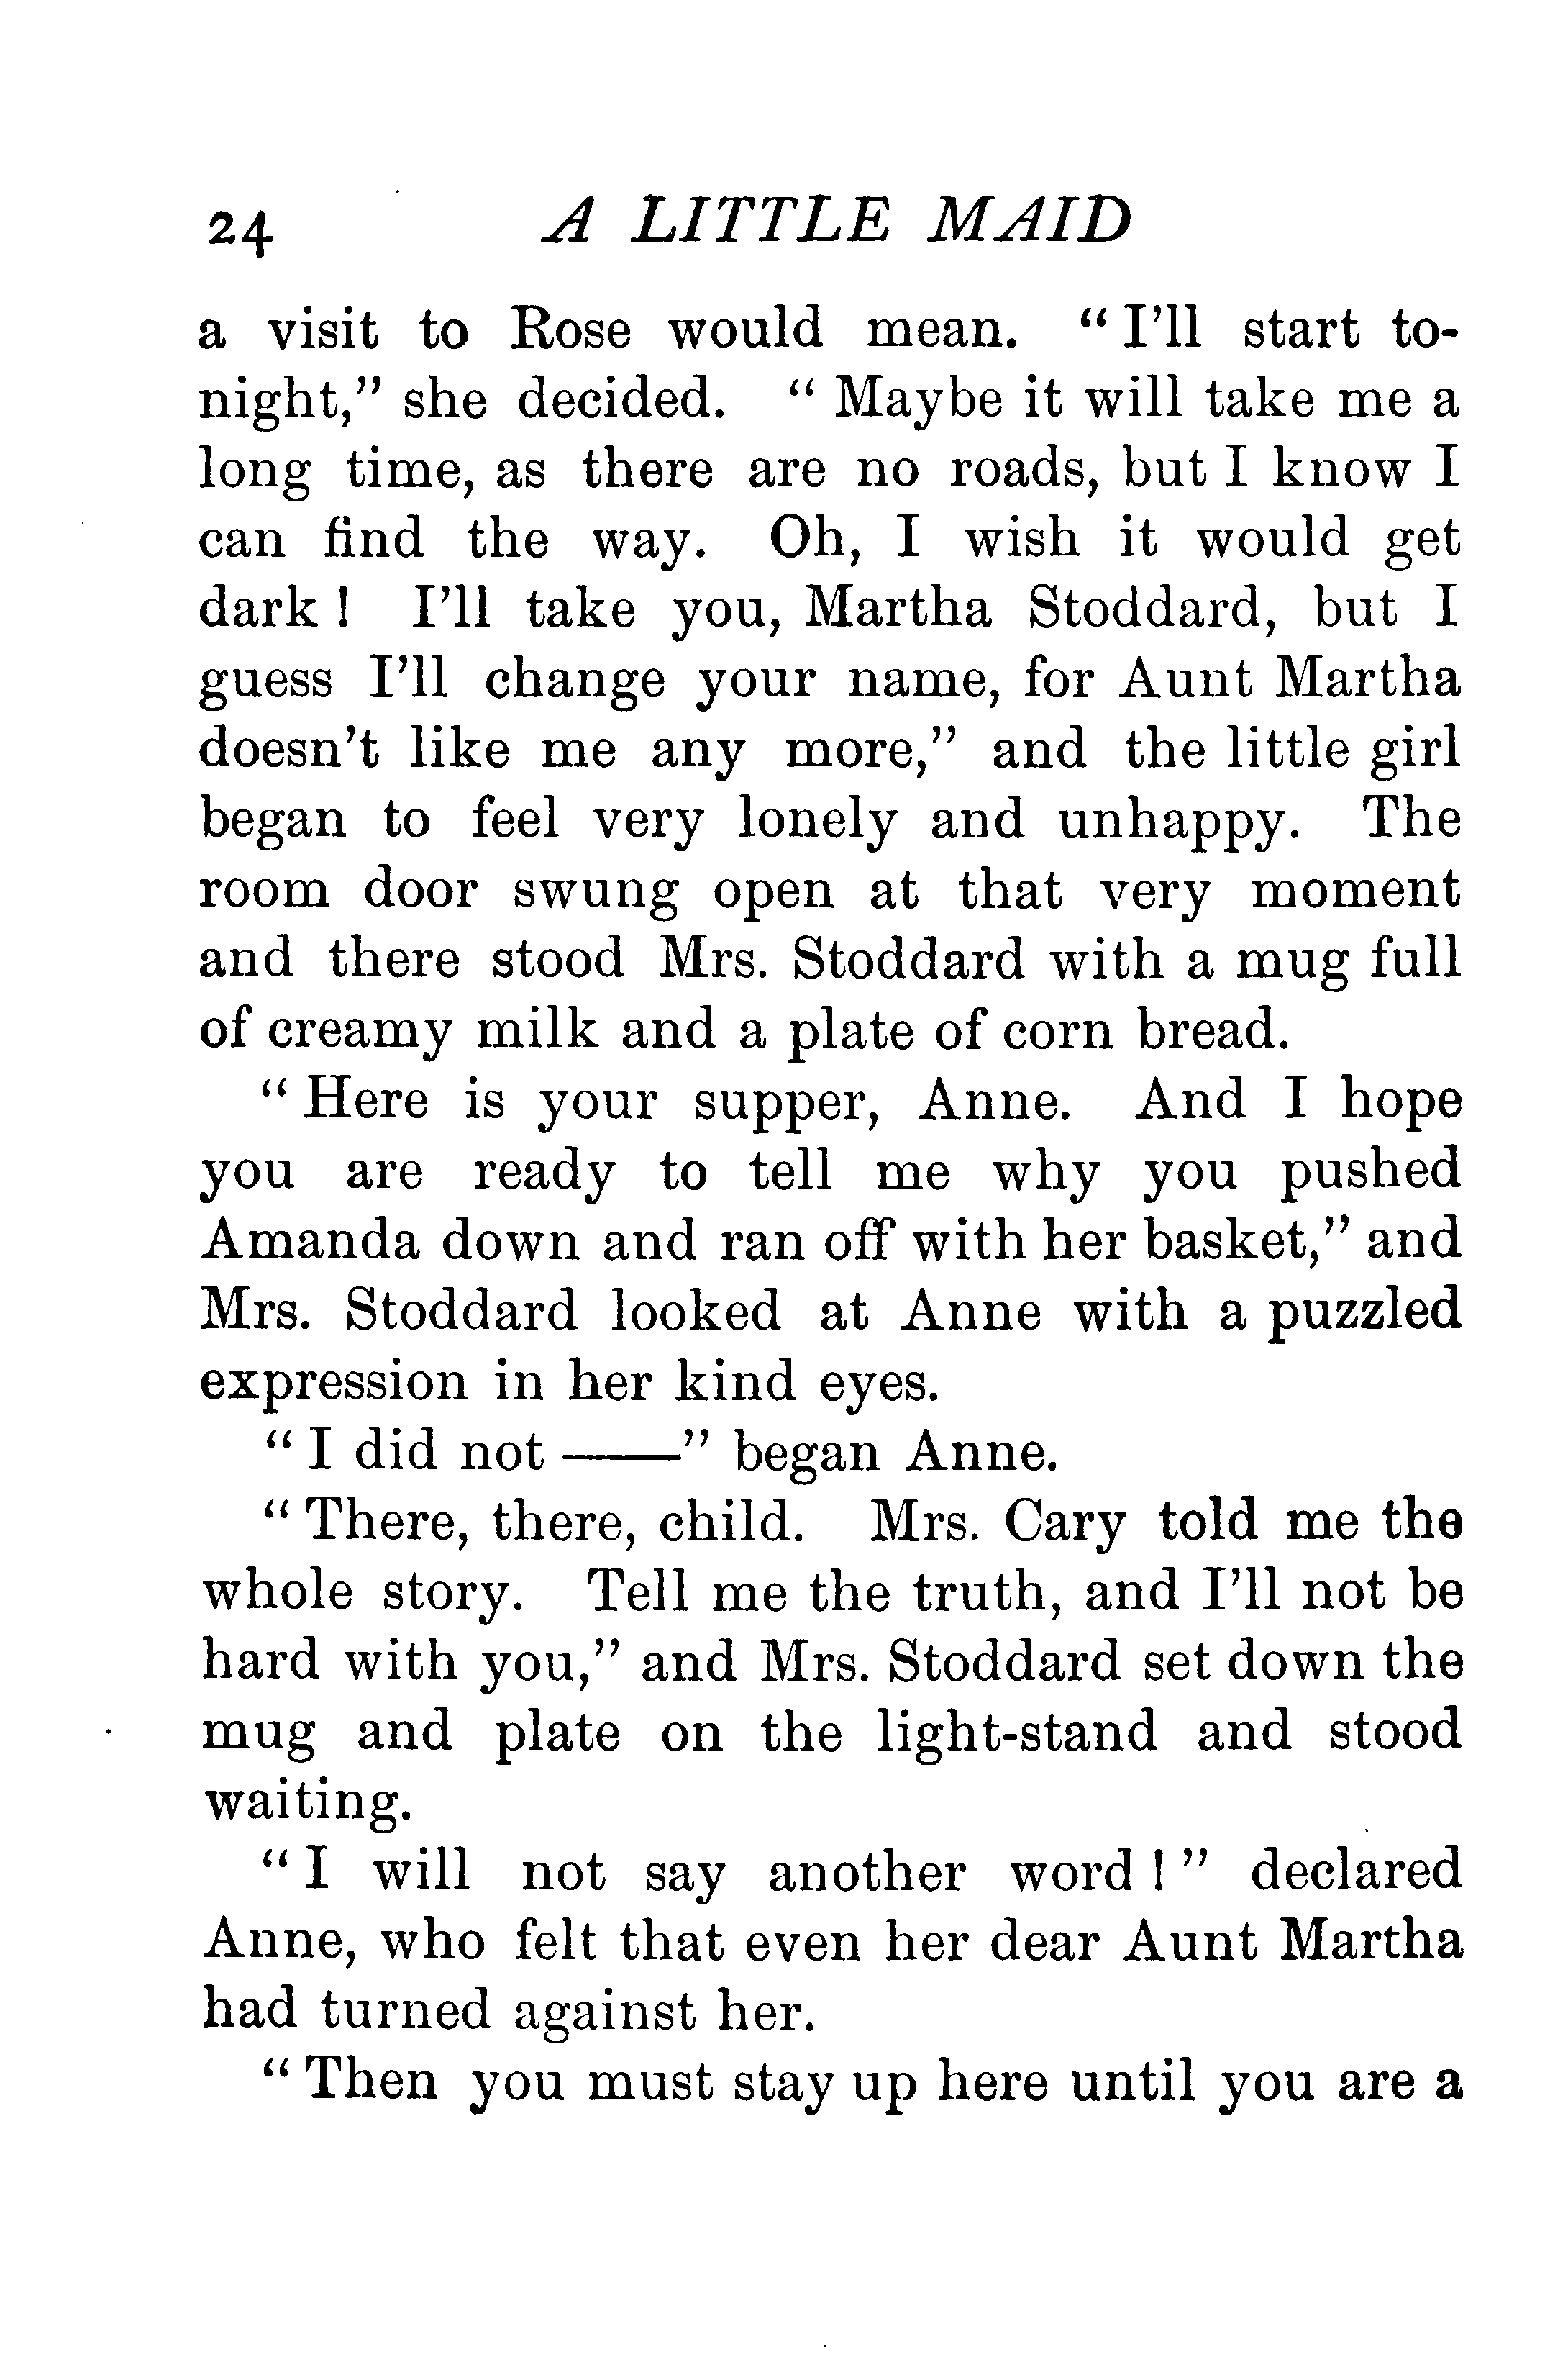 24 A LITTLE MAID
a visit to Rose would mean. “ I’ll start to-
night,” she decided. “ Maybe it will take me a
long time, as there are no roads, but I know I
can find the way. Oh, I wish it would get
dark ! I’ll take you, Martha Stoddard, but I
guess I’ll change your name, for Aunt Martha
doesn’t like me any more,” and the little girl
began to feel very lonely and unhappy. The
room door swung open at that very moment
and there stood Mrs. Stoddard with a mug full
of creamy milk and a plate of corn bread.
“ Here is your supper, Anne. And I hope
you are ready to tell me why you pushed
Amanda down and ran off with her basket,” and
Mrs. Stoddard looked at Anne with a puzzled
expression in her kind eyes.
“ I did not ——” began Anne.
“ There, there, child. Mrs. Cary told me the
whole story. Tell me the truth, and I’ll not be
hard with you,” and Mrs. Stoddard set down the
mug and plate on the light-stand and stood
waiting.
“ I will not say another word ! ” declared
Anne, who felt that even her dear Aunt Martha
had turned against her.
“ Then you must stay up here until you are a